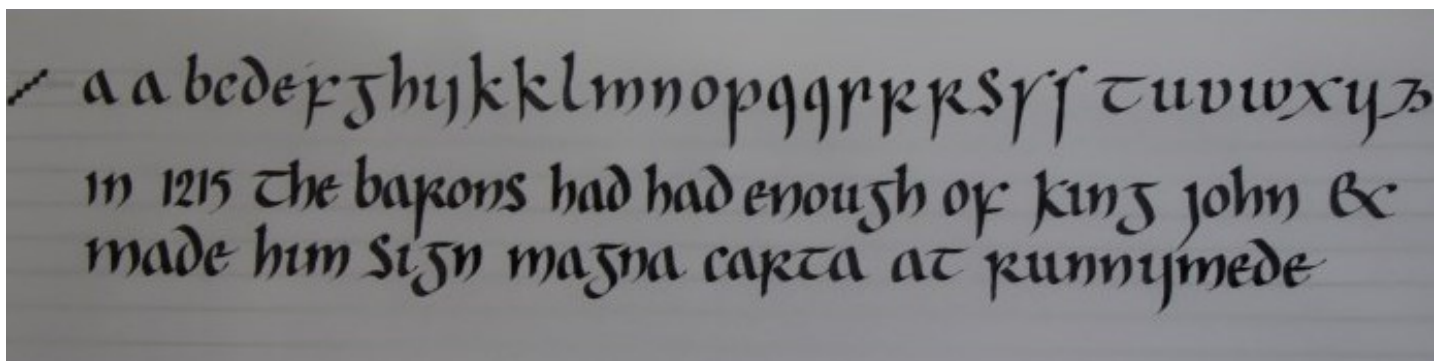 a a b c d e f g h i j k k l m n o p q q r r r s s s t u v w x y z
in 1215 the barons had had enough of king john &
made him sign magna carta at runnymede